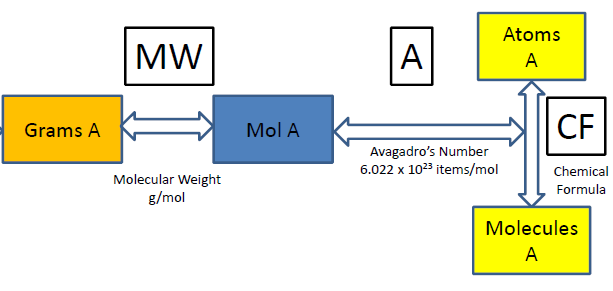 MW
A
Atoms
A
Grams A
Mol A
CF
Avagadro's Number
6.022 x 10²³ items/mol
Molecular Weight
g/mol
Chemical
Formula
Molecules
A